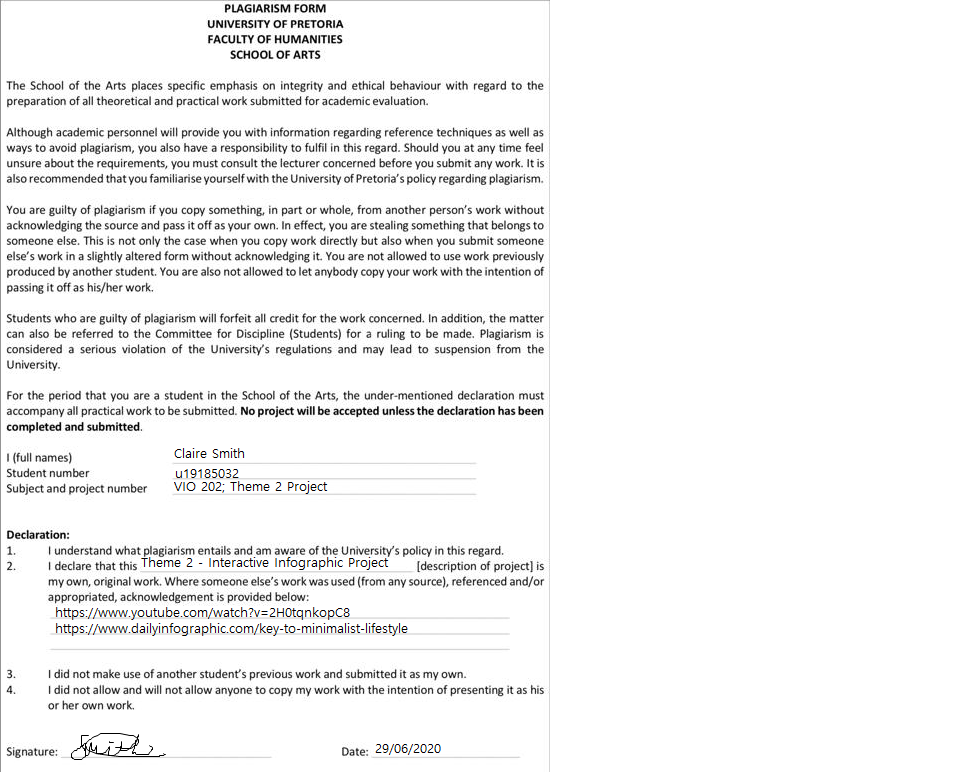 PLAGIARISM FORM
UNIVERSITY OF PRETORIA
FACULTY OF HUMANITIES
SCHOOL OF ARTS
The School of the Arts places specific emphasis on integrity and ethical behaviour with regard to the
preparation of all theoretical and practical work submitted for academic evaluation.
Although academic personnel will provide you with information regarding reference techniques as well as
ways to avoid plagiarism, you also have a responsibility to fulfil in this regard. Should you at any time feel
unsure about the requirements, you must consult the lecturer concerned before you submit any work. It is
also recommended that you familiarise yourself with the University of Pretoria's policy regarding plagiarism.
You are guilty of plagiarism if you copy something, in part or whole, from another person's work without
acknowledging the source and pass it off as your own. In effect, you are stealing something that belongs to
someone else. This is not only the case when you copy work directly but also when you submit someone
else's work in a slightly altered form without acknowledging it. You are not allowed to use work previously
produced by another student. You are also not allowed to let anybody copy your work with the intention of
passing it off as his/her work.
Students who are guilty of plagiarism will forfeit all credit for the work concerned. In addition, the matter
can also be referred to the Committee for Discipline (Students) for a ruling to be made. Plagiarism is
considered a serious violation of the University's regulations and may lead to suspension from the
University.
For the period that you are a student in the School of the Arts, the under-mentioned declaration must
accompany all practical work to be submitted. No project will be accepted unless the declaration has been
completed and submitted.
I (full names) Claire Smith
Student number u19185032
Subject and project number VIO 202; Theme 2 Project
Declaration:
1. I understand what plagiarism entails and am aware of the University's policy in this regard.
2. I declare that this Theme 2 - Interactive Infographic Project [description of project] is
my own, original work. Where someone else's work was used (from any source), referenced and/or
appropriated, acknowledgement is provided below:
https://www.youtube.com/watch?v=2H0tqnkopC8
https://www.dailyinfographic.com/key-to-minimalist-lifestyle
3. I did not make use of another student's previous work and submitted it as my own.
4. I did not allow and will not allow anyone to copy my work with the intention of presenting it as his
or her own work.
Signature: Smith Date: 29/06/2020